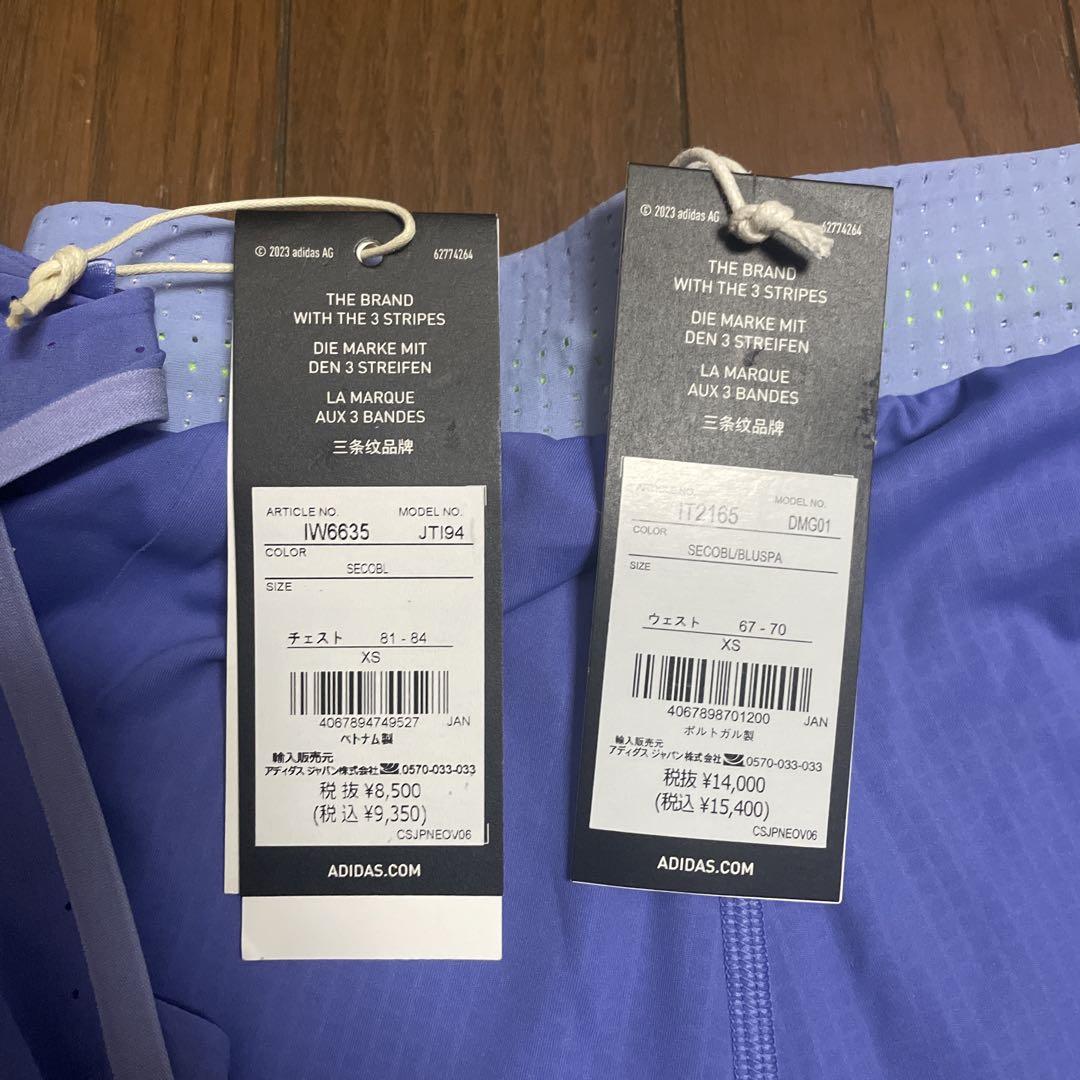 © 2023 adidas AG 62774264
THE BRAND
WITH THE 3 STRIPES
DIE MARKE MIT
DEN 3 STREIFEN
LA MARQUE
AUX 3 BANDES
三条纹品牌
ARTICLE NO. MODEL NO.
IW6635 JTI94
COLOR
SECOBL
SIZE
チェスト 81 - 84
XS
4067894749527 JAN
ベトナム製
輸入販売元
アディダス ジャパン株式会社 0570-033-033
税抜 ¥8,500
(税込 ¥9,350)
CSJPNEOV06
ADIDAS.COM
© 2023 adidas AG 62774264
THE BRAND
WITH THE 3 STRIPES
DIE MARKE MIT
DEN 3 STREIFEN
LA MARQUE
AUX 3 BANDES
三条纹品牌
ARTICLE NO. MODEL NO.
IT2165 DMG01
COLOR
SECOBL/BLUSPA
SIZE
ウェスト 67 - 70
XS
4067898701200 JAN
ポルトガル製
輸入販売元
アディダス ジャパン株式会社 0570-033-033
税抜 ¥14,000
(税込 ¥15,400)
CSJPNEOV06
ADIDAS.COM